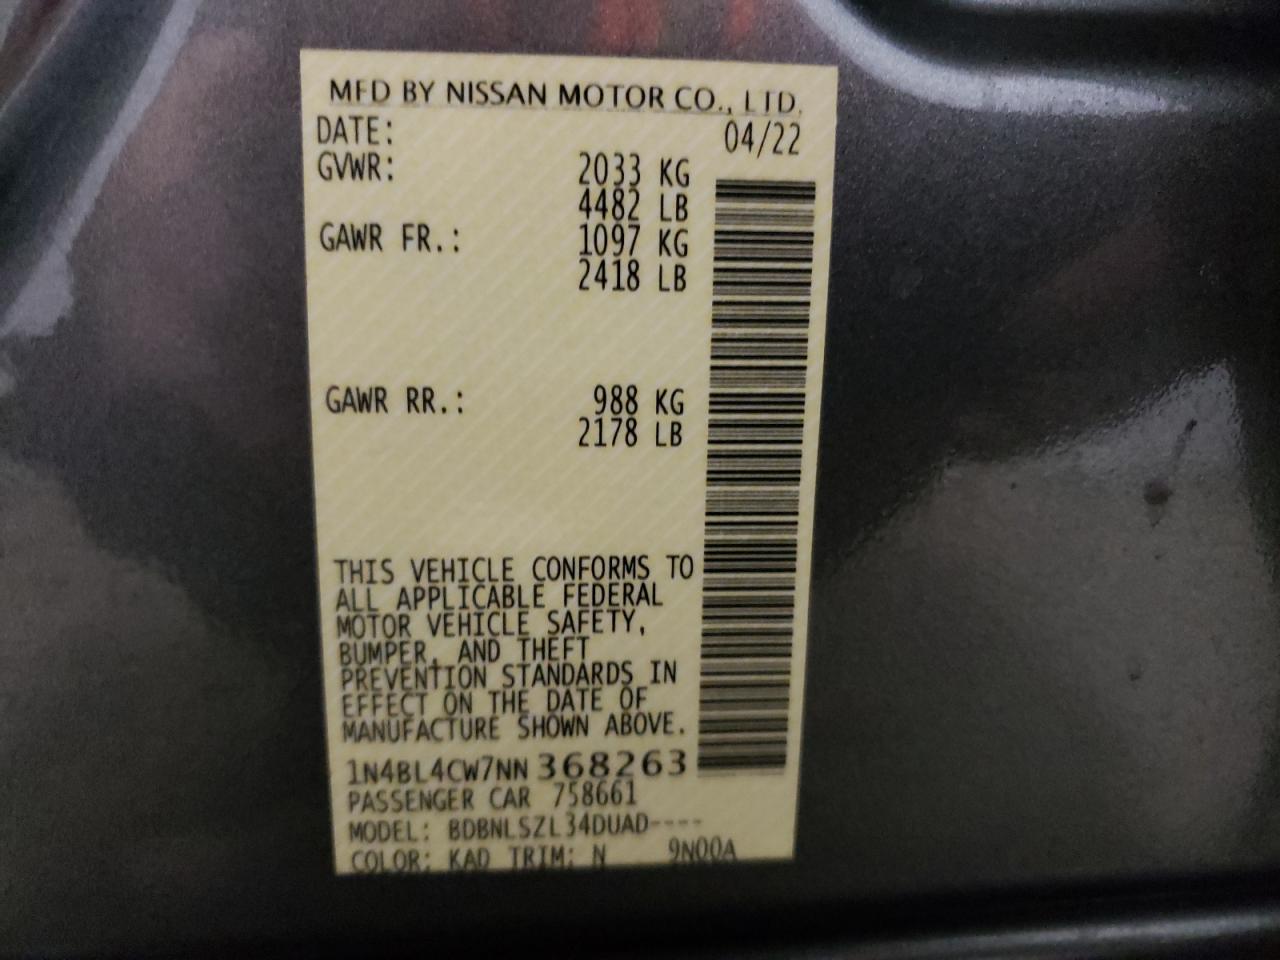 MFD BY NISSAN MOTOR CO., LTD.
DATE: 04/22
GVWR: 2033 KG
4482 LB
GAWR FR.: 1097 KG
2418 LB
GAWR RR.: 988 KG
2178 LB
THIS VEHICLE CONFORMS TO
ALL APPLICABLE FEDERAL
MOTOR VEHICLE SAFETY,
BUMPER, AND THEFT
PREVENTION STANDARDS IN
EFFECT ON THE DATE OF
MANUFACTURE SHOWN ABOVE.
1N4BL4CW7NN368263
PASSENGER CAR 758661
MODEL: BDBNLSZL34DUAD----
COLOR: KAD TRIM: N 9N00A